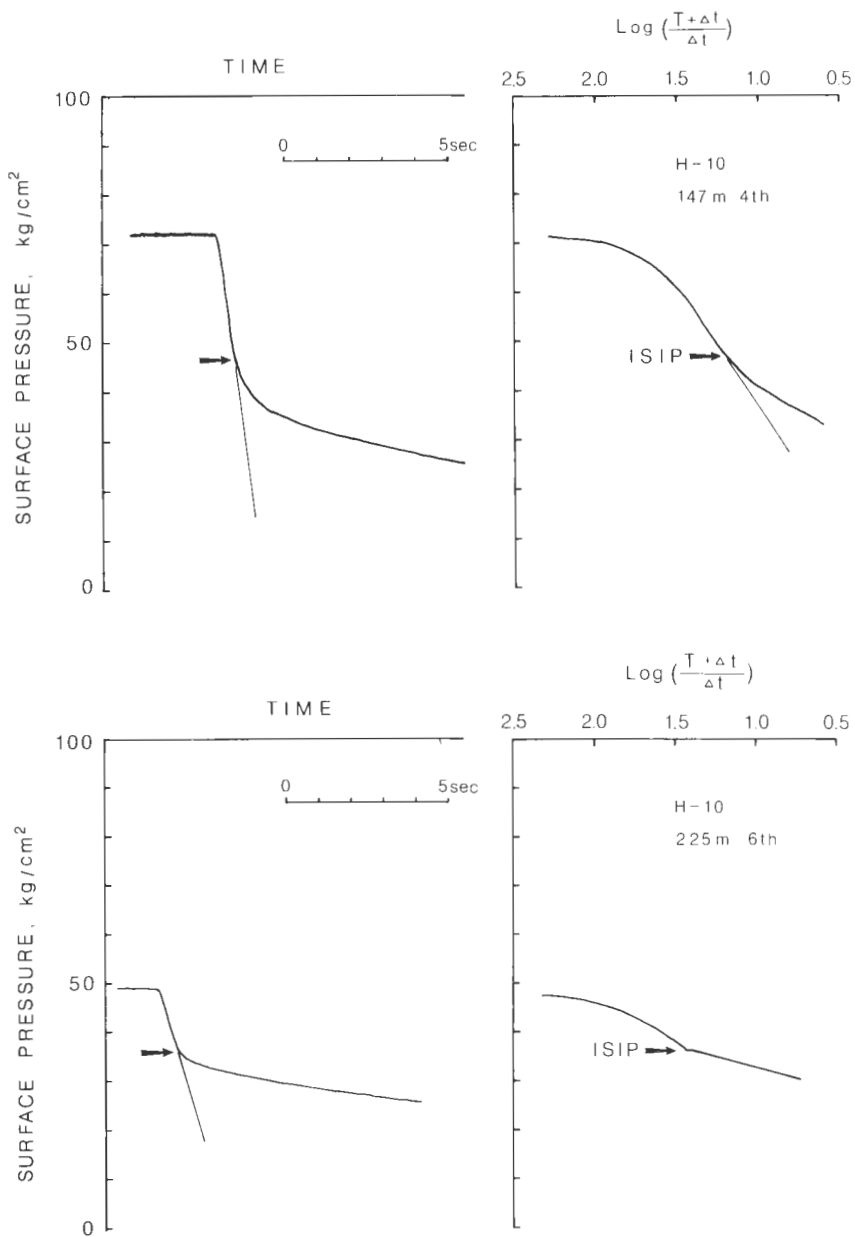 TIME
Log (T+Δt / Δt)
2.5 2.0 1.5 1.0 0.5
100
50
0
SURFACE PRESSURE, kg/cm²
0 5sec
H-10
147m 4th
ISIP
TIME
Log (T+Δt / Δt)
2.5 2.0 1.5 1.0 0.5
100
50
0
SURFACE PRESSURE, kg/cm²
0 5sec
H-10
225m 6th
ISIP